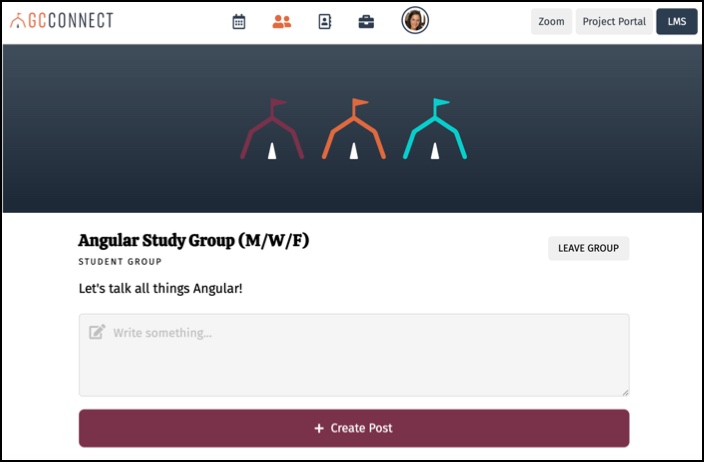 GCCONNECT
Zoom
Project Portal
LMS
Angular Study Group (M/W/F)
STUDENT GROUP
LEAVE GROUP
Let's talk all things Angular!
Write something...
+ Create Post